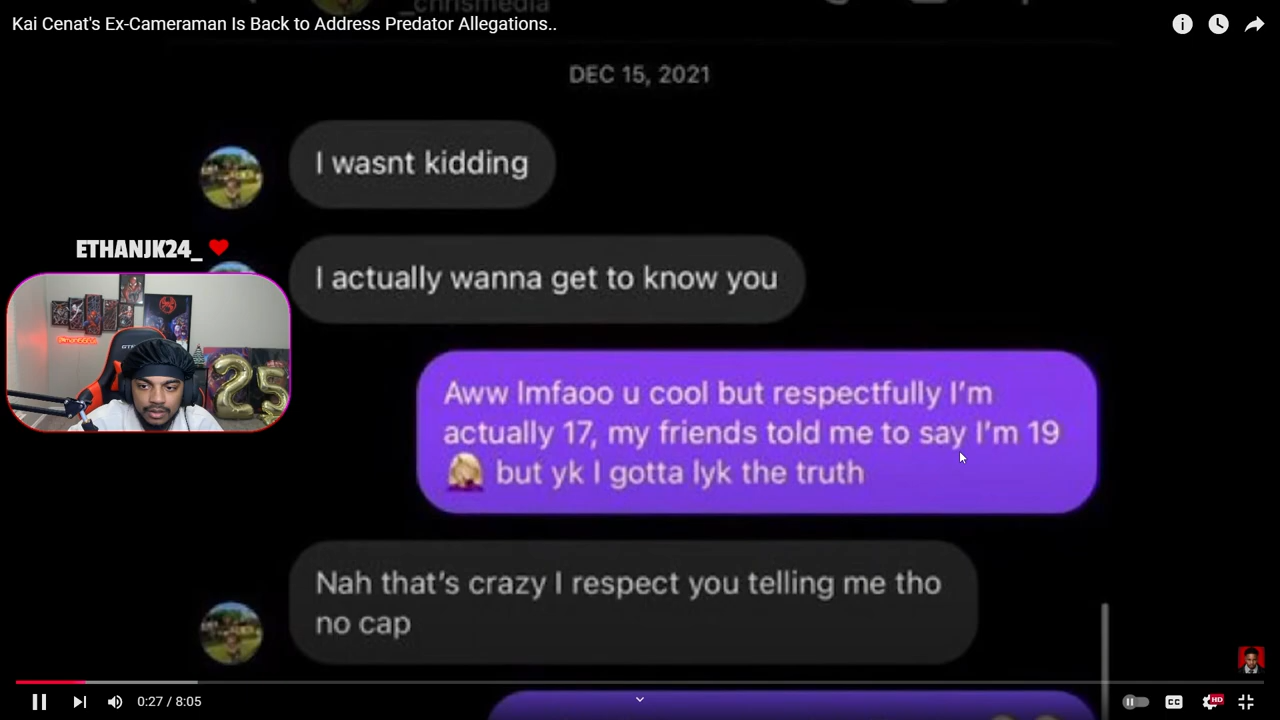 _chrismedia
Kai Cenat's Ex-Cameraman Is Back to Address Predator Allegations..
DEC 15, 2021
I wasnt kidding
I actually wanna get to know you
ETHANJK24_ ❤
25
Aww lmfaoo u cool but respectfully I'm
actually 17, my friends told me to say I'm 19
🤦🏼‍♀️ but yk I gotta lyk the truth
Nah that's crazy I respect you telling me tho
no cap
0:27 / 8:05
CC
HD